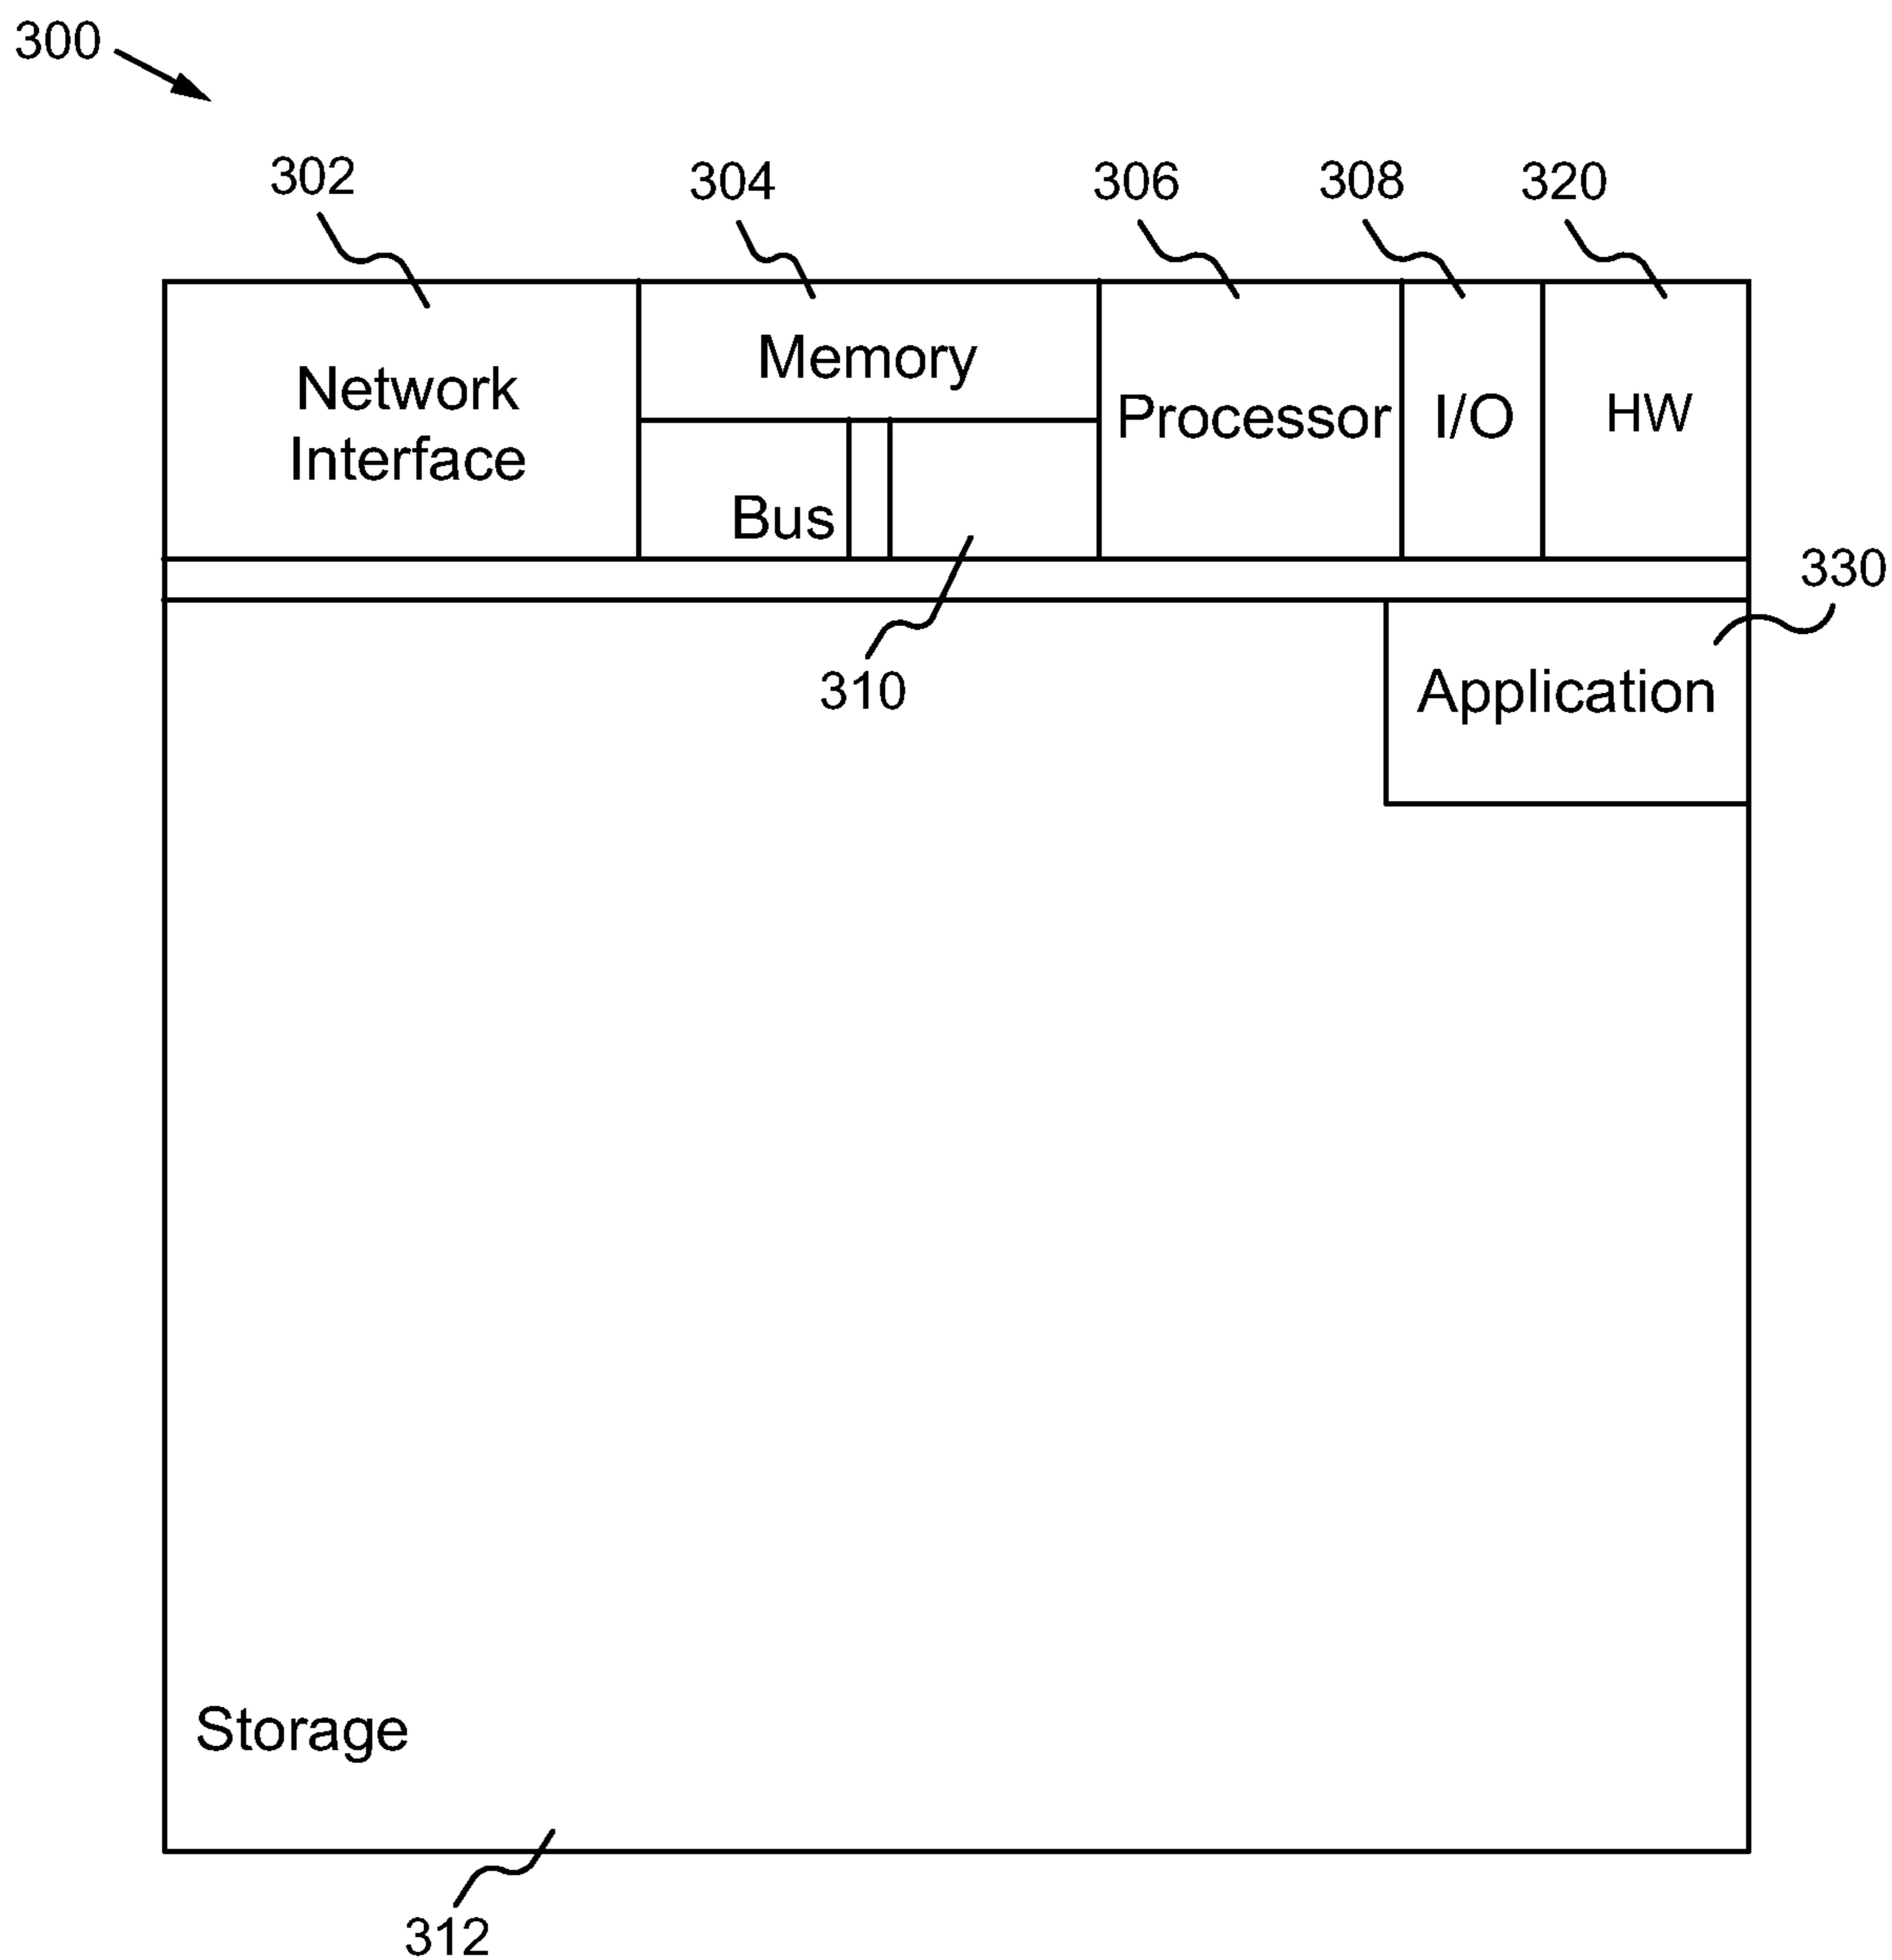 300
302
304
306
308
320
Memory
Network
Interface
Processor
I/O
HW
Bus
330
310
Application
Storage
312